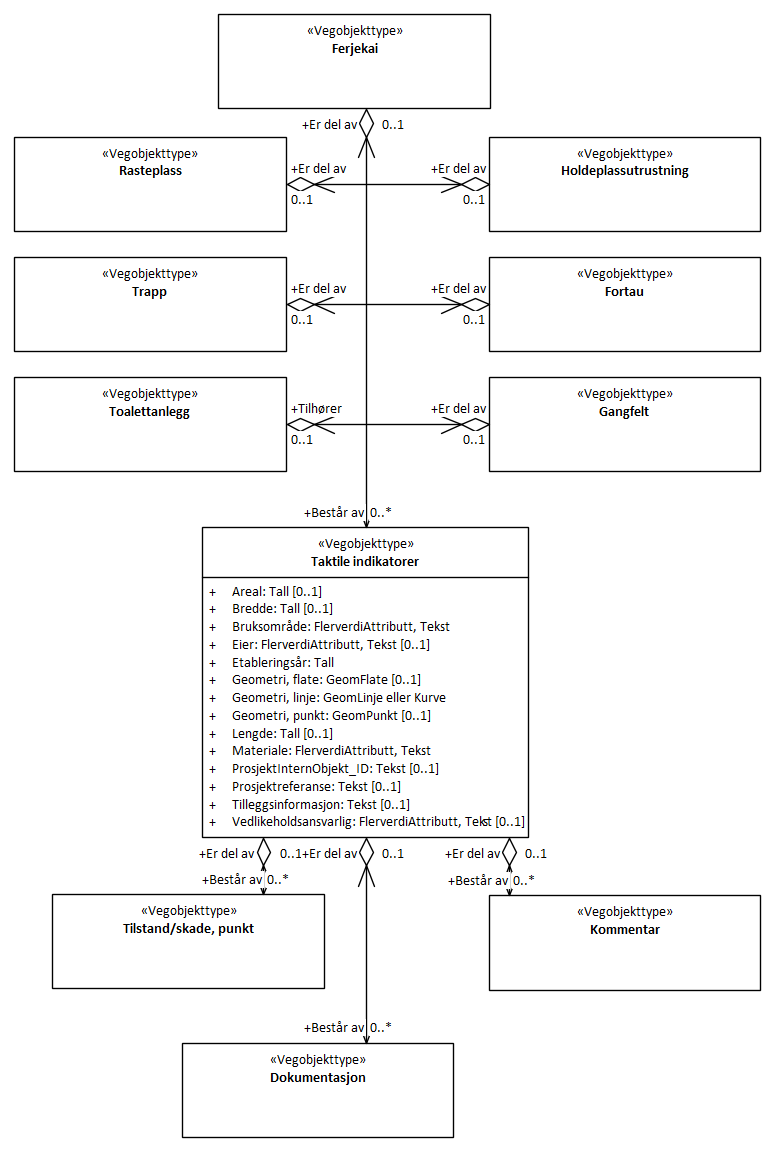 «Vegobjekttype»
Ferjekai
+Er del av 0..1
«Vegobjekttype»
Rasteplass
+Er del av
0..1
+Er del av
0..1
«Vegobjekttype»
Holdeplassutrustning
«Vegobjekttype»
Trapp
+Er del av
0..1
+Er del av
0..1
«Vegobjekttype»
Fortau
«Vegobjekttype»
Toalettanlegg
+Tilhører
0..1
+Er del av
0..1
«Vegobjekttype»
Gangfelt
+Består av 0..*
«Vegobjekttype»
Taktile indikatorer
+ Areal: Tall [0..1]
+ Bredde: Tall [0..1]
+ Bruksområde: FlerverdiAttributt, Tekst
+ Eier: FlerverdiAttributt, Tekst [0..1]
+ Etableringsår: Tall
+ Geometri, flate: GeomFlate [0..1]
+ Geometri, linje: GeomLinje eller Kurve
+ Geometri, punkt: GeomPunkt [0..1]
+ Lengde: Tall [0..1]
+ Materiale: FlerverdiAttributt, Tekst
+ ProsjektInternObjekt_ID: Tekst [0..1]
+ Prosjektreferanse: Tekst [0..1]
+ Tilleggsinformasjon: Tekst [0..1]
+ Vedlikeholdsansvarlig: FlerverdiAttributt, Tekst [0..1]
+Er del av 0..1
+Består av 0..*
+Er del av 0..1
+Er del av 0..1
+Består av 0..*
«Vegobjekttype»
Tilstand/skade, punkt
«Vegobjekttype»
Kommentar
+Består av 0..*
«Vegobjekttype»
Dokumentasjon